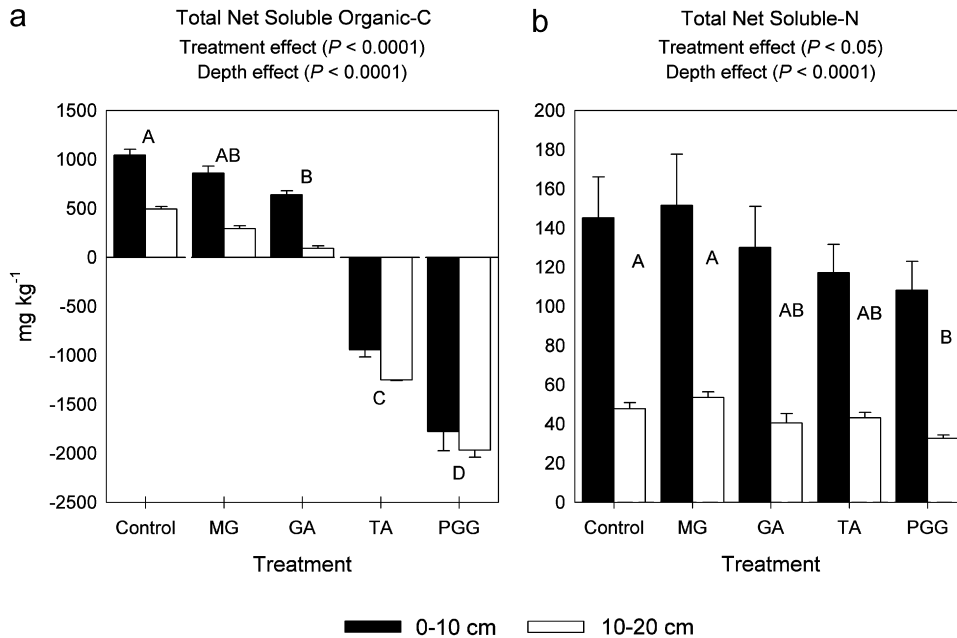 a
Total Net Soluble Organic-C
Treatment effect (P < 0.0001)
Depth effect (P < 0.0001)
mg kg-1
1500
1000
500
0
-500
-1000
-1500
-2000
-2500
A
AB
B
C
D
Control MG GA TA PGG
Treatment
b
Total Net Soluble-N
Treatment effect (P < 0.05)
Depth effect (P < 0.0001)
200
180
160
140
120
100
80
60
40
20
0
A
A
AB
AB
B
Control MG GA TA PGG
Treatment
0-10 cm 10-20 cm